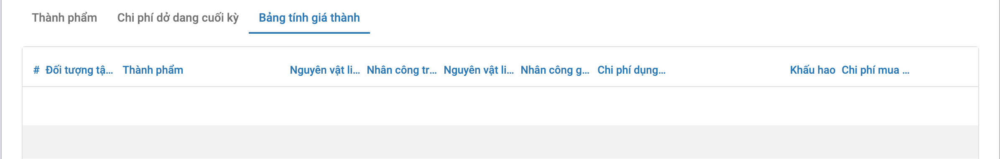 Thành phẩm Chi phí dở dang cuối kỳ Bảng tính giá thành
# Đối tượng tậ... Thành phẩm Nguyên vật li... Nhân công tr... Nguyên vật li... Nhân công g... Chi phí dụng... Khấu hao Chi phí mua ...